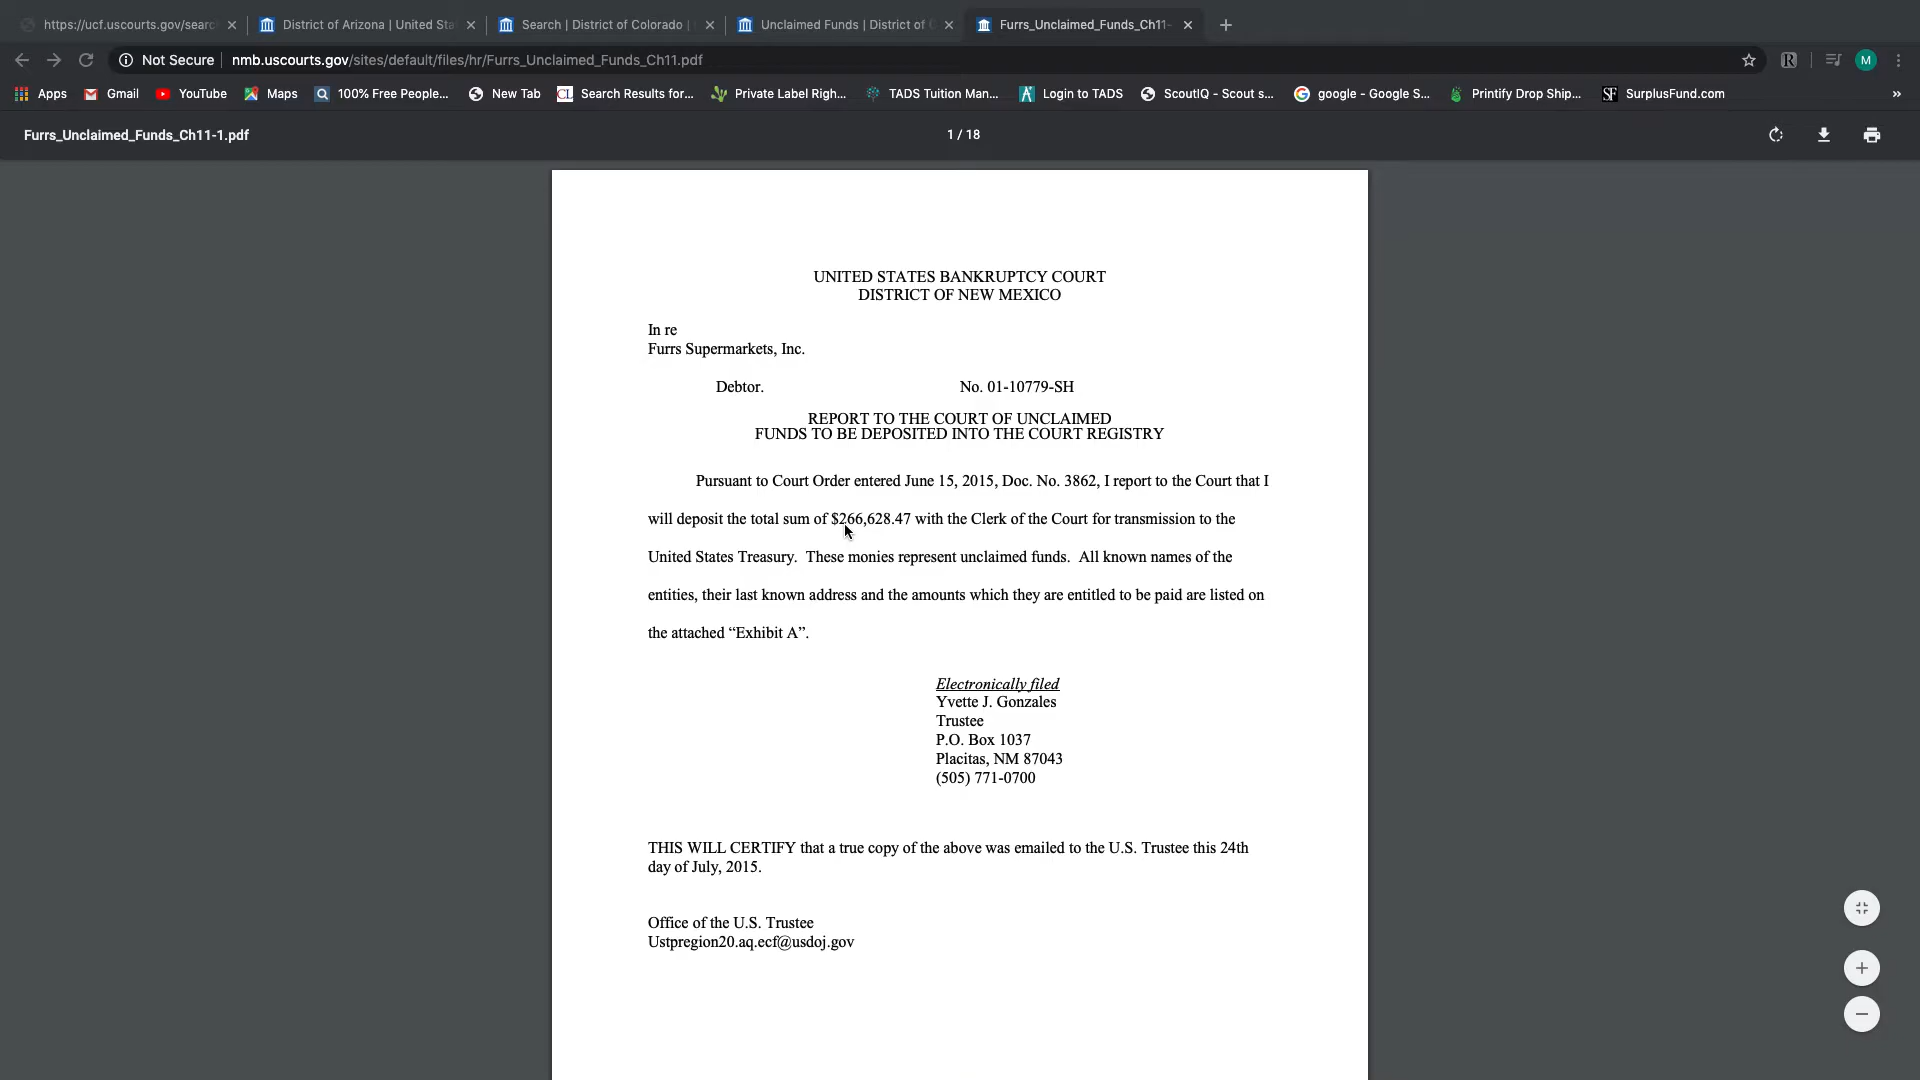 https://ucf.uscourts.gov/searc
District of Arizona | United Sta
Search | District of Colorado |
Unclaimed Funds | District of C
Furrs_Unclaimed_Funds_Ch11-
Not Secure | nmb.uscourts.gov/sites/default/files/hr/Furrs_Unclaimed_Funds_Ch11.pdf
M
Apps Gmail YouTube Maps 100% Free People... New Tab CL Search Results for... Private Label Righ... TADS Tuition Man... Login to TADS ScoutIQ - Scout s... google - Google S... Printify Drop Ship... SF SurplusFund.com »
Furrs_Unclaimed_Funds_Ch11-1.pdf 1 / 18
UNITED STATES BANKRUPTCY COURT
DISTRICT OF NEW MEXICO
In re
Furrs Supermarkets, Inc.
Debtor. No. 01-10779-SH
REPORT TO THE COURT OF UNCLAIMED
FUNDS TO BE DEPOSITED INTO THE COURT REGISTRY
Pursuant to Court Order entered June 15, 2015, Doc. No. 3862, I report to the Court that I
will deposit the total sum of $266,628.47 with the Clerk of the Court for transmission to the
United States Treasury. These monies represent unclaimed funds. All known names of the
entities, their last known address and the amounts which they are entitled to be paid are listed on
the attached “Exhibit A”.
Electronically filed
Yvette J. Gonzales
Trustee
P.O. Box 1037
Placitas, NM 87043
(505) 771-0700
THIS WILL CERTIFY that a true copy of the above was emailed to the U.S. Trustee this 24th
day of July, 2015.
Office of the U.S. Trustee
Ustpregion20.aq.ecf@usdoj.gov